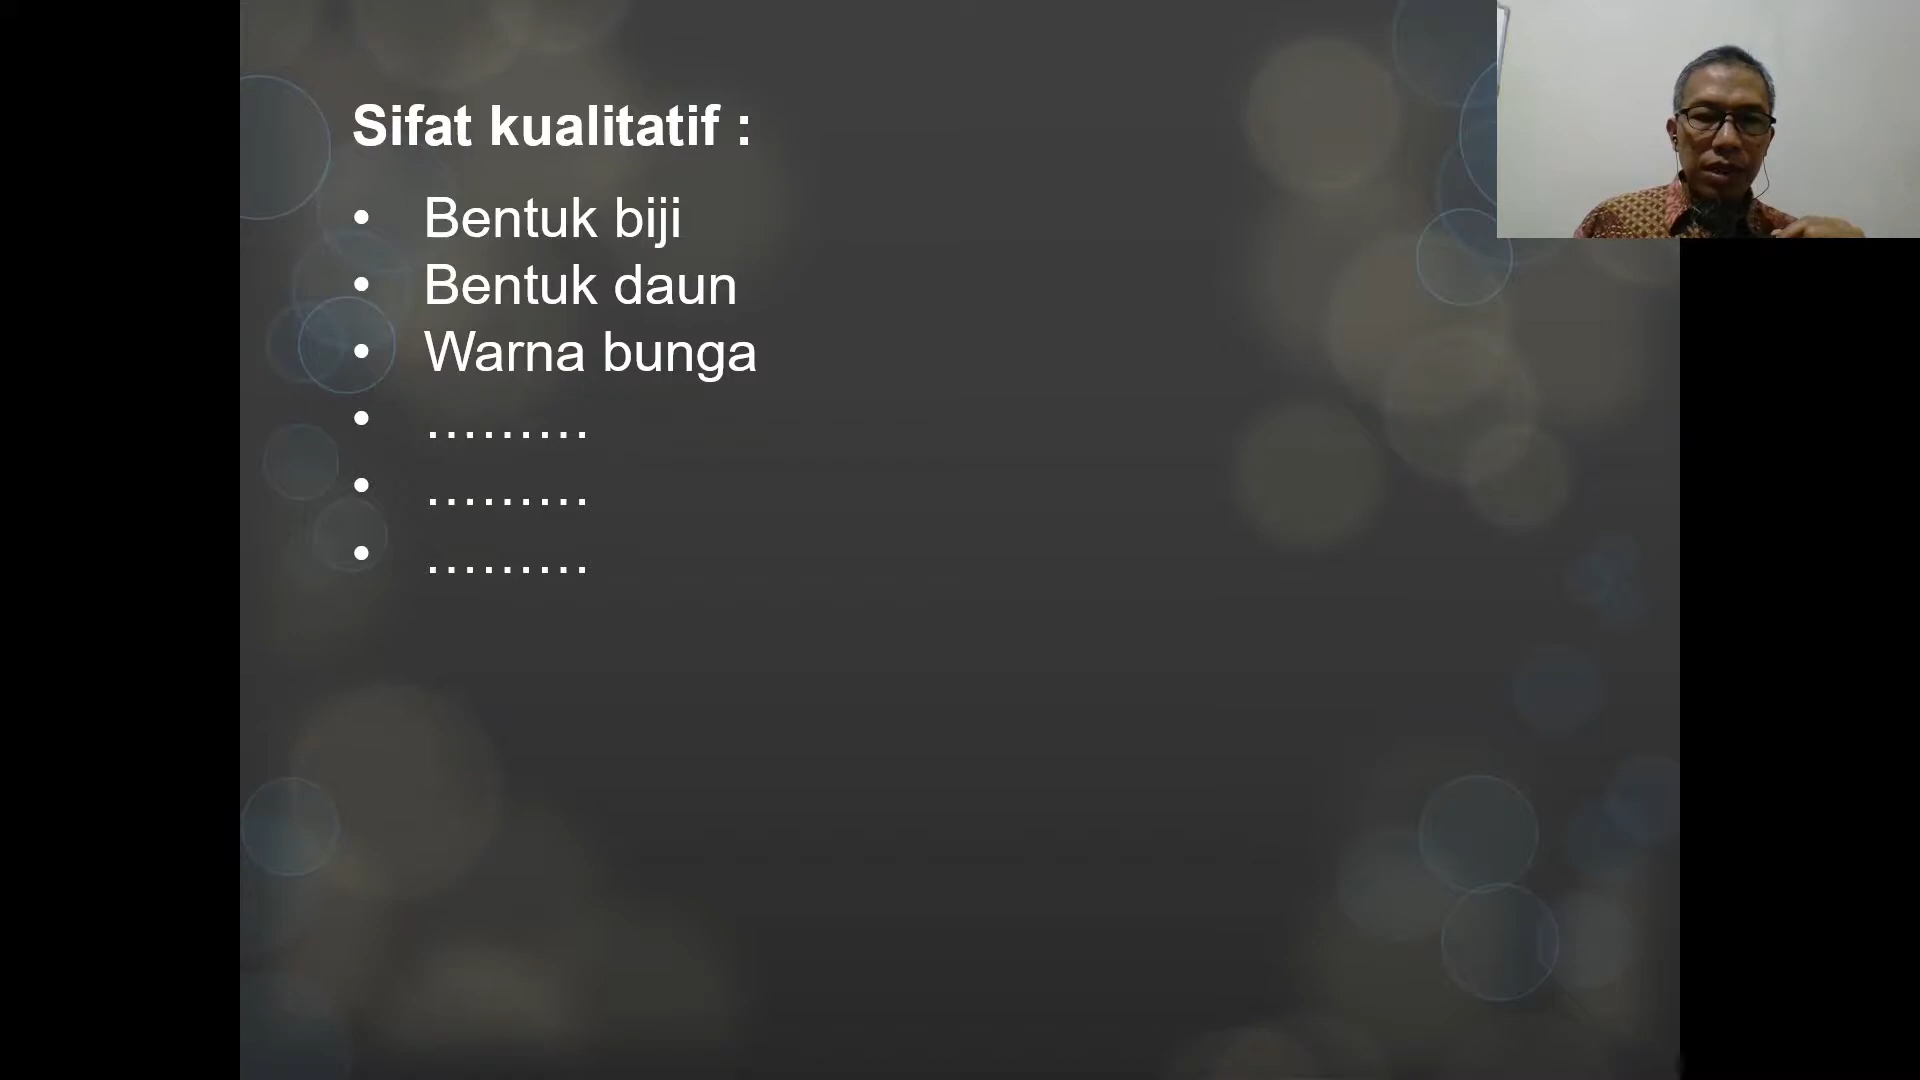 Sifat kualitatif :
• Bentuk biji
• Bentuk daun
• Warna bunga
• ………
• ………
• ………